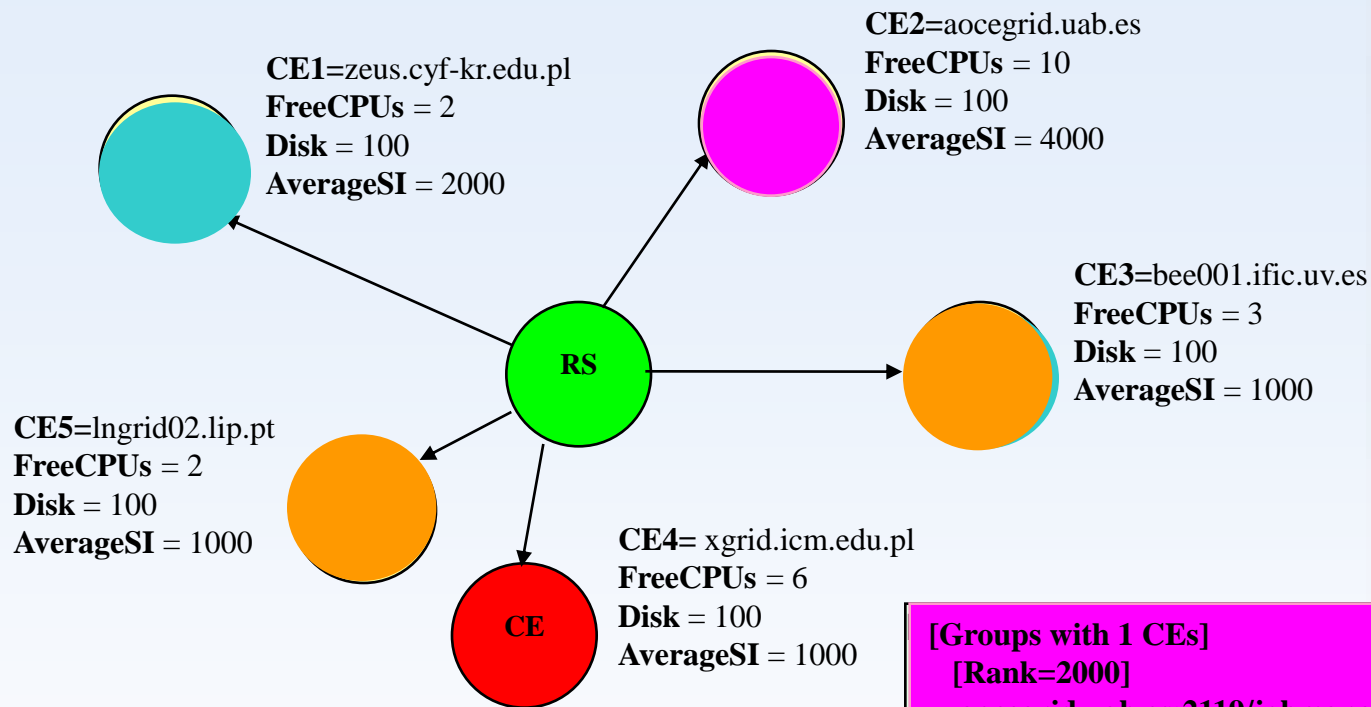 CE1=zeus.cyf-kr.edu.pl
FreeCPUs = 2
Disk = 100
AverageSI = 2000
CE2=aocegrid.uab.es
FreeCPUs = 10
Disk = 100
AverageSI = 4000
CE3=bee001.ific.uv.es
FreeCPUs = 3
Disk = 100
AverageSI = 1000
RS
CE5=lngrid02.lip.pt
FreeCPUs = 2
Disk = 100
AverageSI = 1000
CE4= xgrid.icm.edu.pl
FreeCPUs = 6
Disk = 100
AverageSI = 1000
CE
[Groups with 1 CEs]
[Rank=2000]